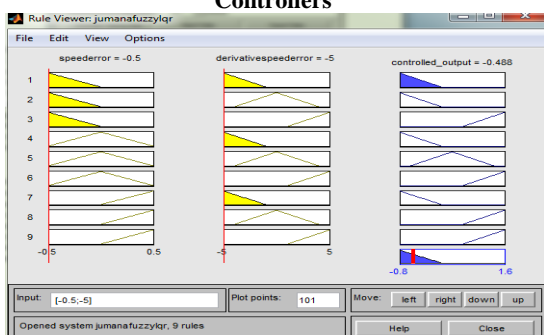 Controllers
Rule Viewer: jumanafuzzylqr
File Edit View Options
speederror = -0.5 derivativespeederror = -5 controlled_output = -0.488
1
2
3
4
5
6
7
8
9
-0.5 0.5 -5 5
-0.8 1.6
Input: [-0.5;-5] Plot points: 101 Move: left right down up
Opened system jumanafuzzylqr, 9 rules Help Close